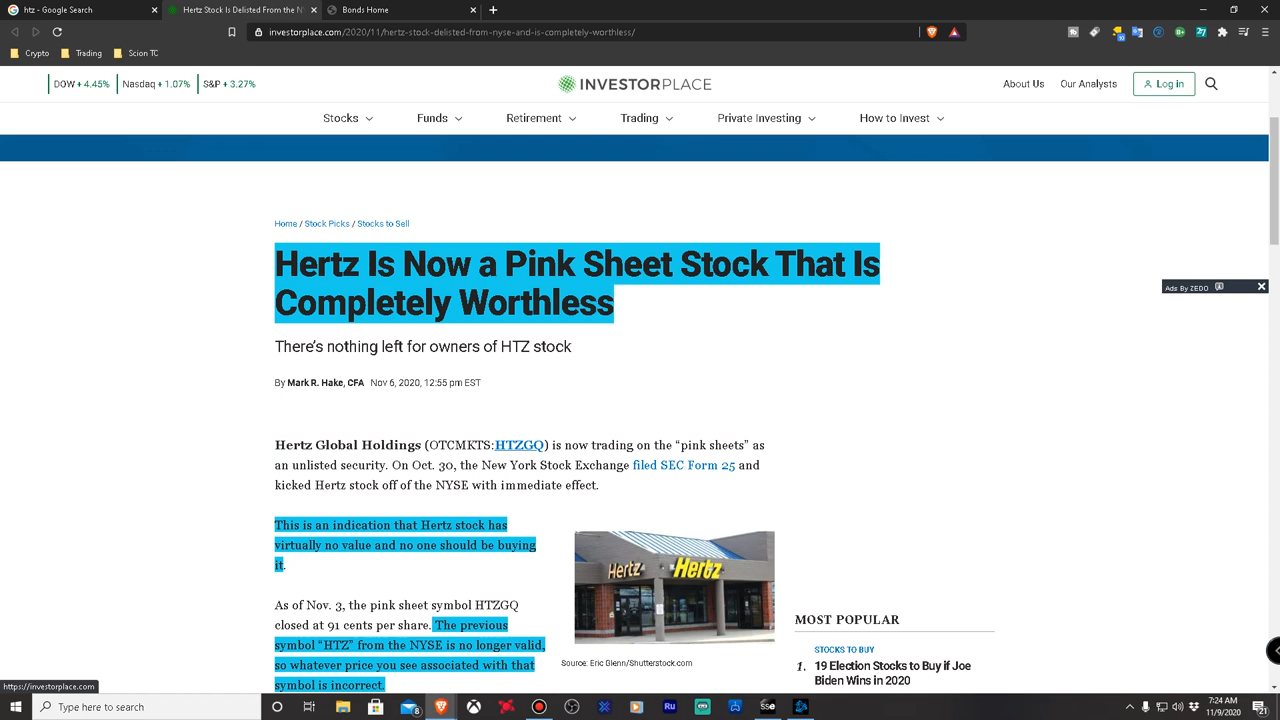 htz - Google Search
Hertz Stock Is Delisted From the N
Bonds Home
investorplace.com/2020/11/hertz-stock-delisted-from-nyse-and-is-completely-worthless/
Crypto
Trading
Scion TC
DOW + 4.45%
Nasdaq + 1.07%
S&P + 3.27%
INVESTORPLACE
About Us
Our Analysts
Log in
Stocks
Funds
Retirement
Trading
Private Investing
How to Invest
Home / Stock Picks / Stocks to Sell
Hertz Is Now a Pink Sheet Stock That Is
Completely Worthless
Ads By ZEDO
There's nothing left for owners of HTZ stock
By Mark R. Hake, CFA Nov 6, 2020, 12:55 pm EST
Hertz Global Holdings (OTCMKTS:HTZGQ) is now trading on the “pink sheets” as
an unlisted security. On Oct. 30, the New York Stock Exchange filed SEC Form 25 and
kicked Hertz stock off of the NYSE with immediate effect.
This is an indication that Hertz stock has
virtually no value and no one should be buying
it.
Hertz
Hertz
As of Nov. 3, the pink sheet symbol HTZGQ
closed at 91 cents per share. The previous
symbol “HTZ” from the NYSE is no longer valid,
so whatever price you see associated with that
symbol is incorrect.
Source: Eric Glenn/Shutterstock.com
MOST POPULAR
STOCKS TO BUY
1. 19 Election Stocks to Buy if Joe
Biden Wins in 2020
https://investorplace.com
Type here to search
8
Ru
SSE
7:24 AM
11/9/2020
21